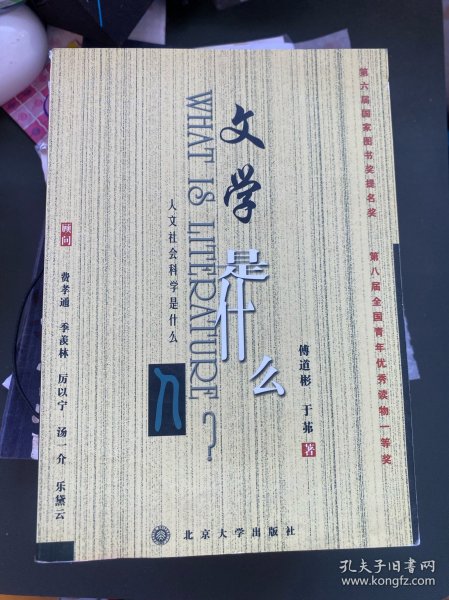 文学是什么
WHAT IS LITERATURE?
人文社会科学是什么
第六届国家图书奖提名奖
第八届全国青年优秀读物一等奖
顾问
费孝通 季羡林 厉以宁 汤一介 乐黛云
傅道彬 于茀 著
北京大学出版社
孔夫子旧书网
www.kongfz.com